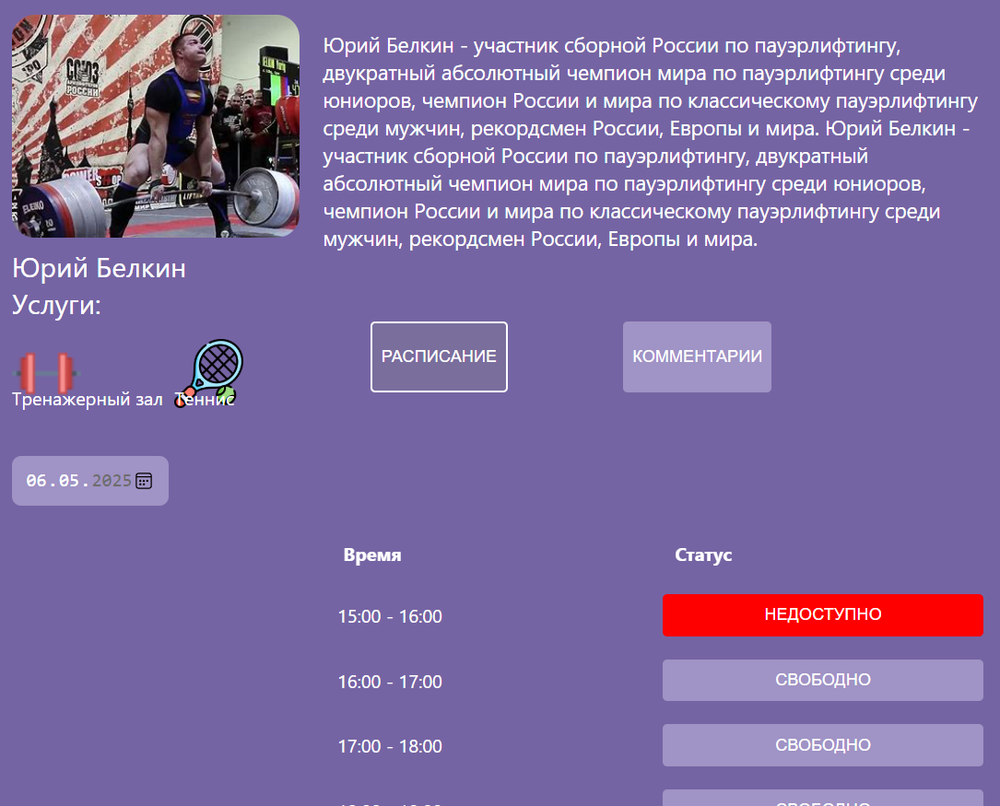 СОЮЗ
РОССИИ
ELEIKO
Юрий Белкин - участник сборной России по пауэрлифтингу,
двукратный абсолютный чемпион мира по пауэрлифтингу среди
юниоров, чемпион России и мира по классическому пауэрлифтингу
среди мужчин, рекордсмен России, Европы и мира. Юрий Белкин -
участник сборной России по пауэрлифтингу, двукратный
абсолютный чемпион мира по пауэрлифтингу среди юниоров,
чемпион России и мира по классическому пауэрлифтингу среди
мужчин, рекордсмен России, Европы и мира.
Юрий Белкин
Услуги:
Тренажерный зал Теннис
РАСПИСАНИЕ КОММЕНТАРИИ
06.05.2025
Время Статус
15:00 - 16:00 НЕДОСТУПНО
16:00 - 17:00 СВОБОДНО
17:00 - 18:00 СВОБОДНО